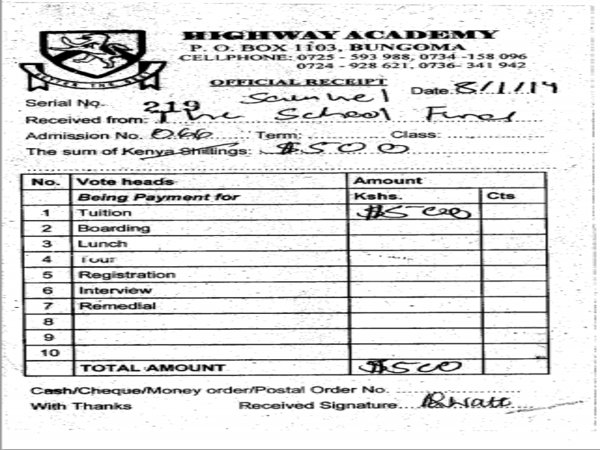 HIGHWAY ACADEMY
P. O. BOX 1103, BUNGOMA
CELLPHONE: 0725 - 593 988, 0734 -158 096
0724 - 928 621, 0736- 341 942
OFFICIAL RECEIPT
Date. 8/1/19
Serial No. 219
Received from: The School Fund
Admission No. 066 Term: Class:
The sum of Kenya Shillings: $500
No. Vote heads Amount
Being Payment for Kshs. Cts
1 Tuition $500
2 Boarding
3 Lunch
4 Tour
5 Registration
6 Interview
7 Remedial
8
9
10
TOTAL AMOUNT $500
Cash/Cheque/Money order/Postal Order No.
With Thanks Received Signature